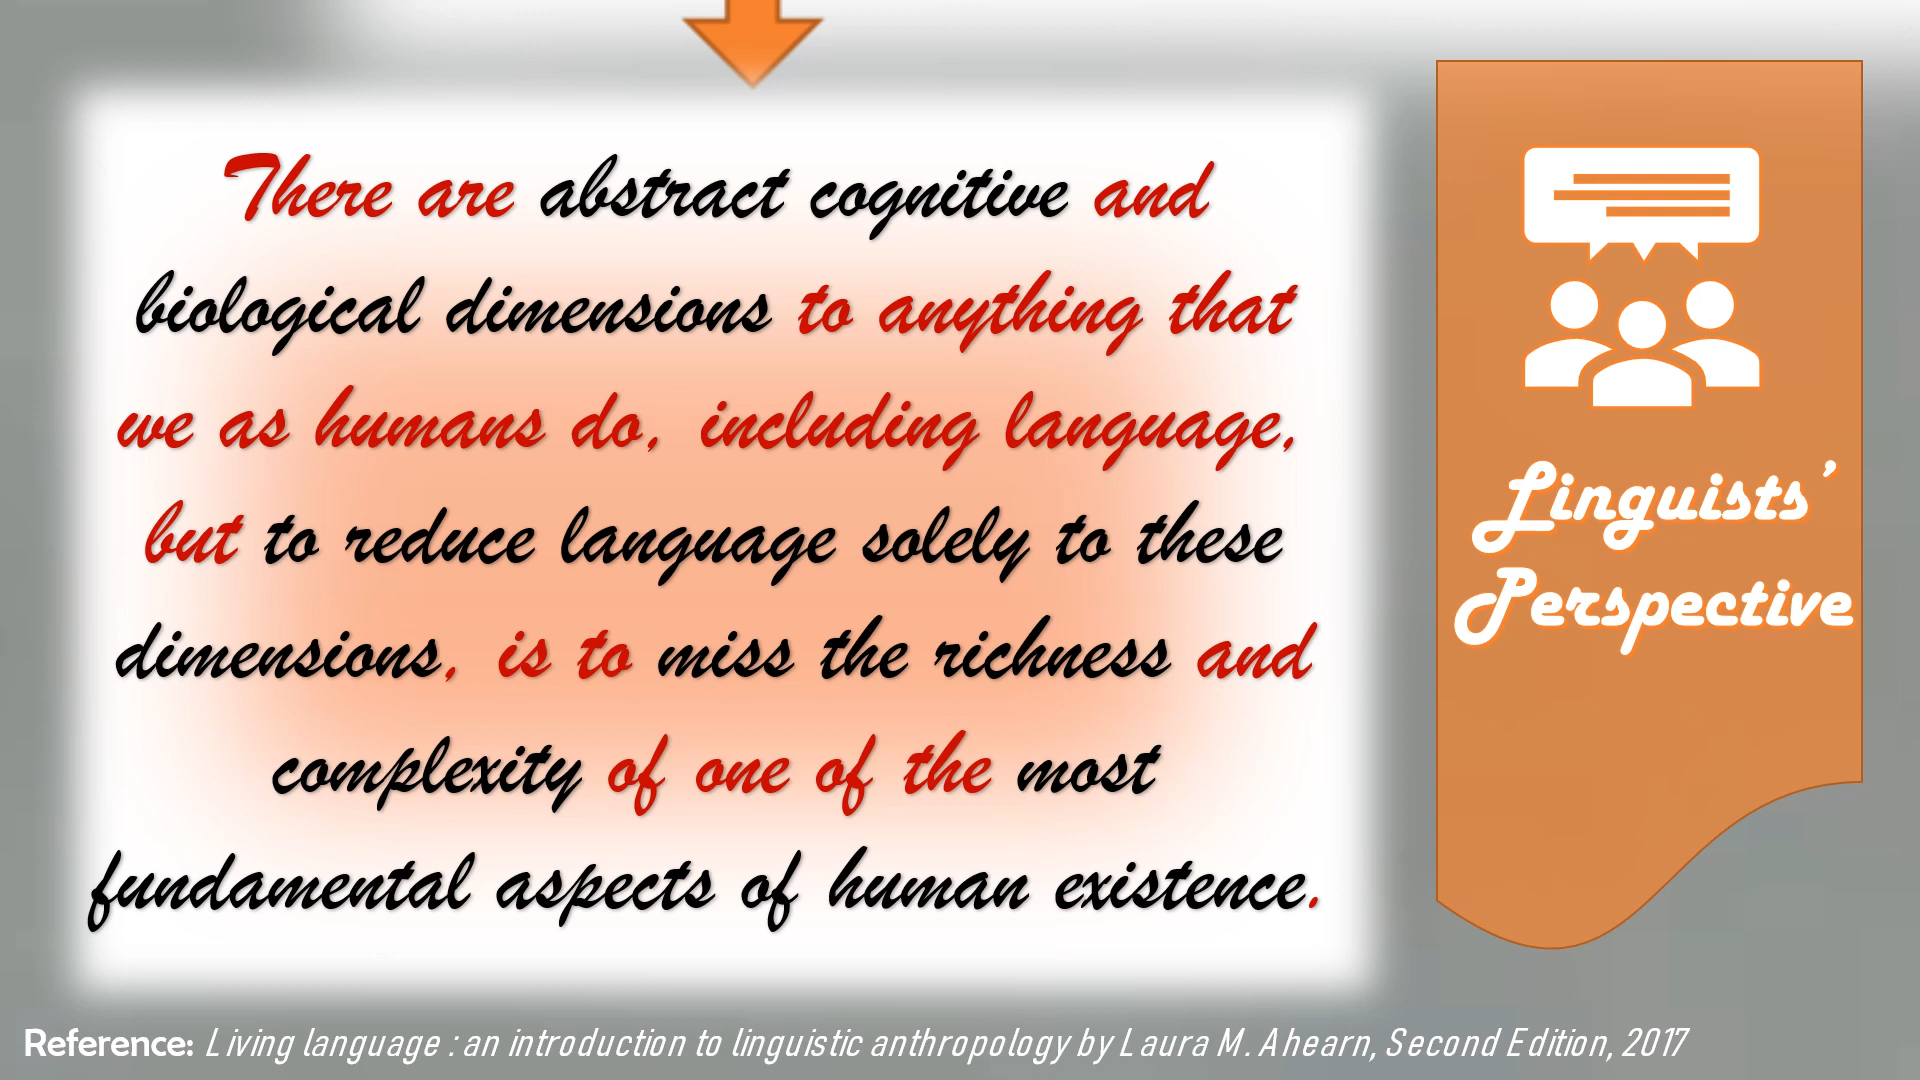 There are abstract cognitive and
biological dimensions to anything that
we as humans do, including language,
but to reduce language solely to these
dimensions, is to miss the richness and
complexity of one of the most
fundamental aspects of human existence.
Linguists'
Perspective
Reference: Living language : an introduction to linguistic anthropology by Laura M. Ahearn, Second Edition, 2017